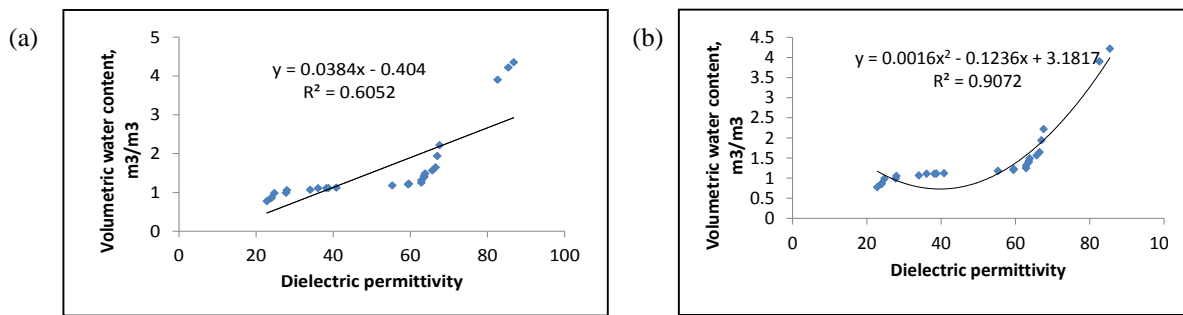 (a)
Volumetric water content,
m3/m3
5
4
3
2
1
0
y = 0.0384x - 0.404
R² = 0.6052
0 20 40 60 80 100
Dielectric permittivity
(b)
Volumetric water content,
m3/m3
4.5
4
3.5
3
2.5
2
1.5
1
0.5
0
y = 0.0016x² - 0.1236x + 3.1817
R² = 0.9072
0 20 40 60 80 10
Dielectric permittivity